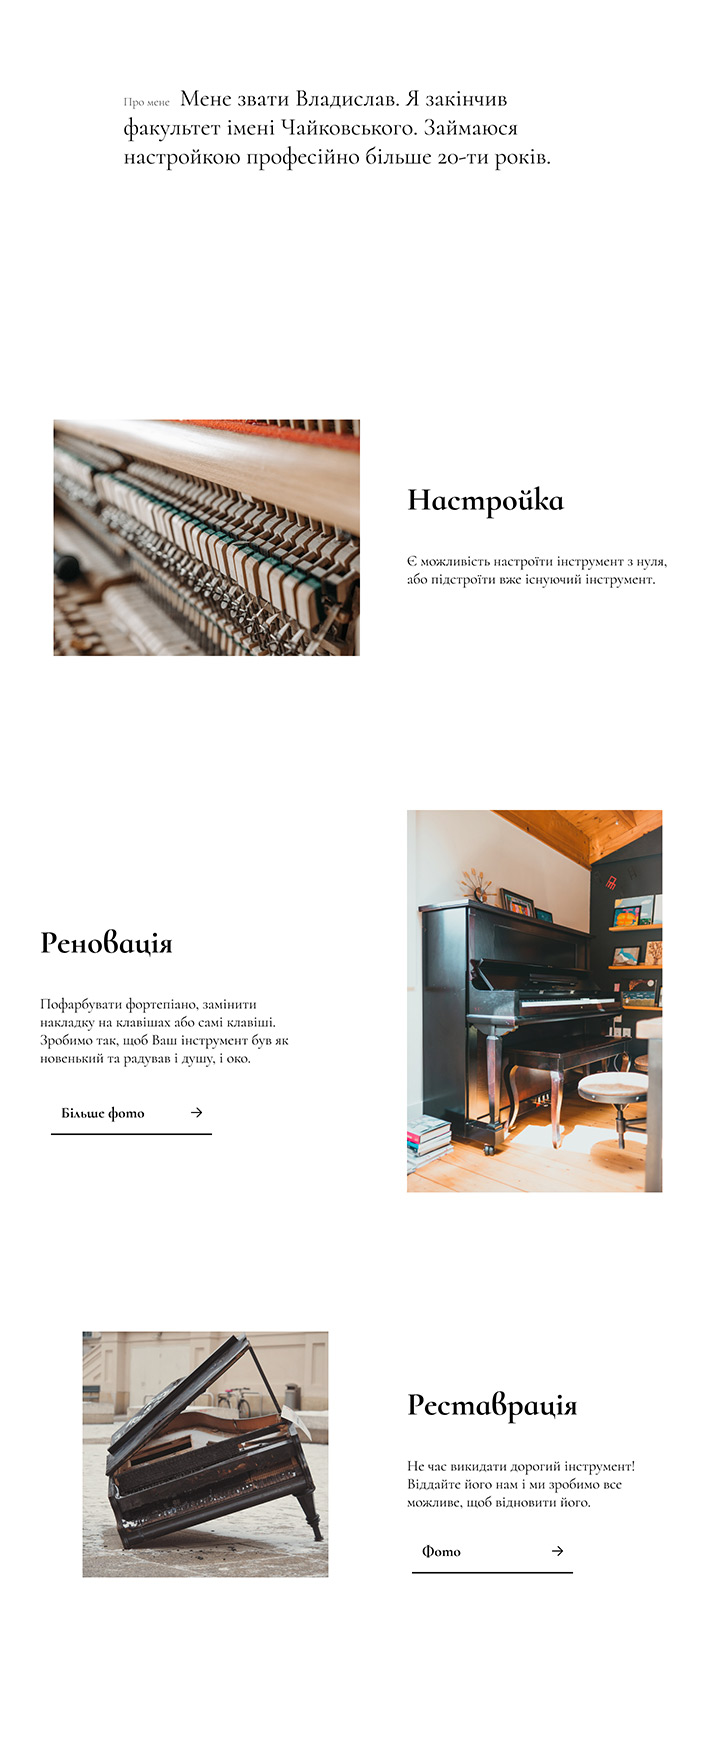 Про мене Мене звати Владислав. Я закінчив
факультет імені Чайковського. Займаюся
настройкою професійно більше 20-ти років.
Настройка
Є можливість настроїти інструмент з нуля,
або підстроїти вже існуючий інструмент.
Реновація
Пофарбувати фортепіано, замінити
накладку на клавішах або самі клавіші.
Зробимо так, щоб Ваш інструмент був як
новенький та радував і душу, і око.
Більше фото
Реставрація
Не час викидати дорогий інструмент!
Віддайте його нам і ми зробимо все
можливе, щоб відновити його.
Фото